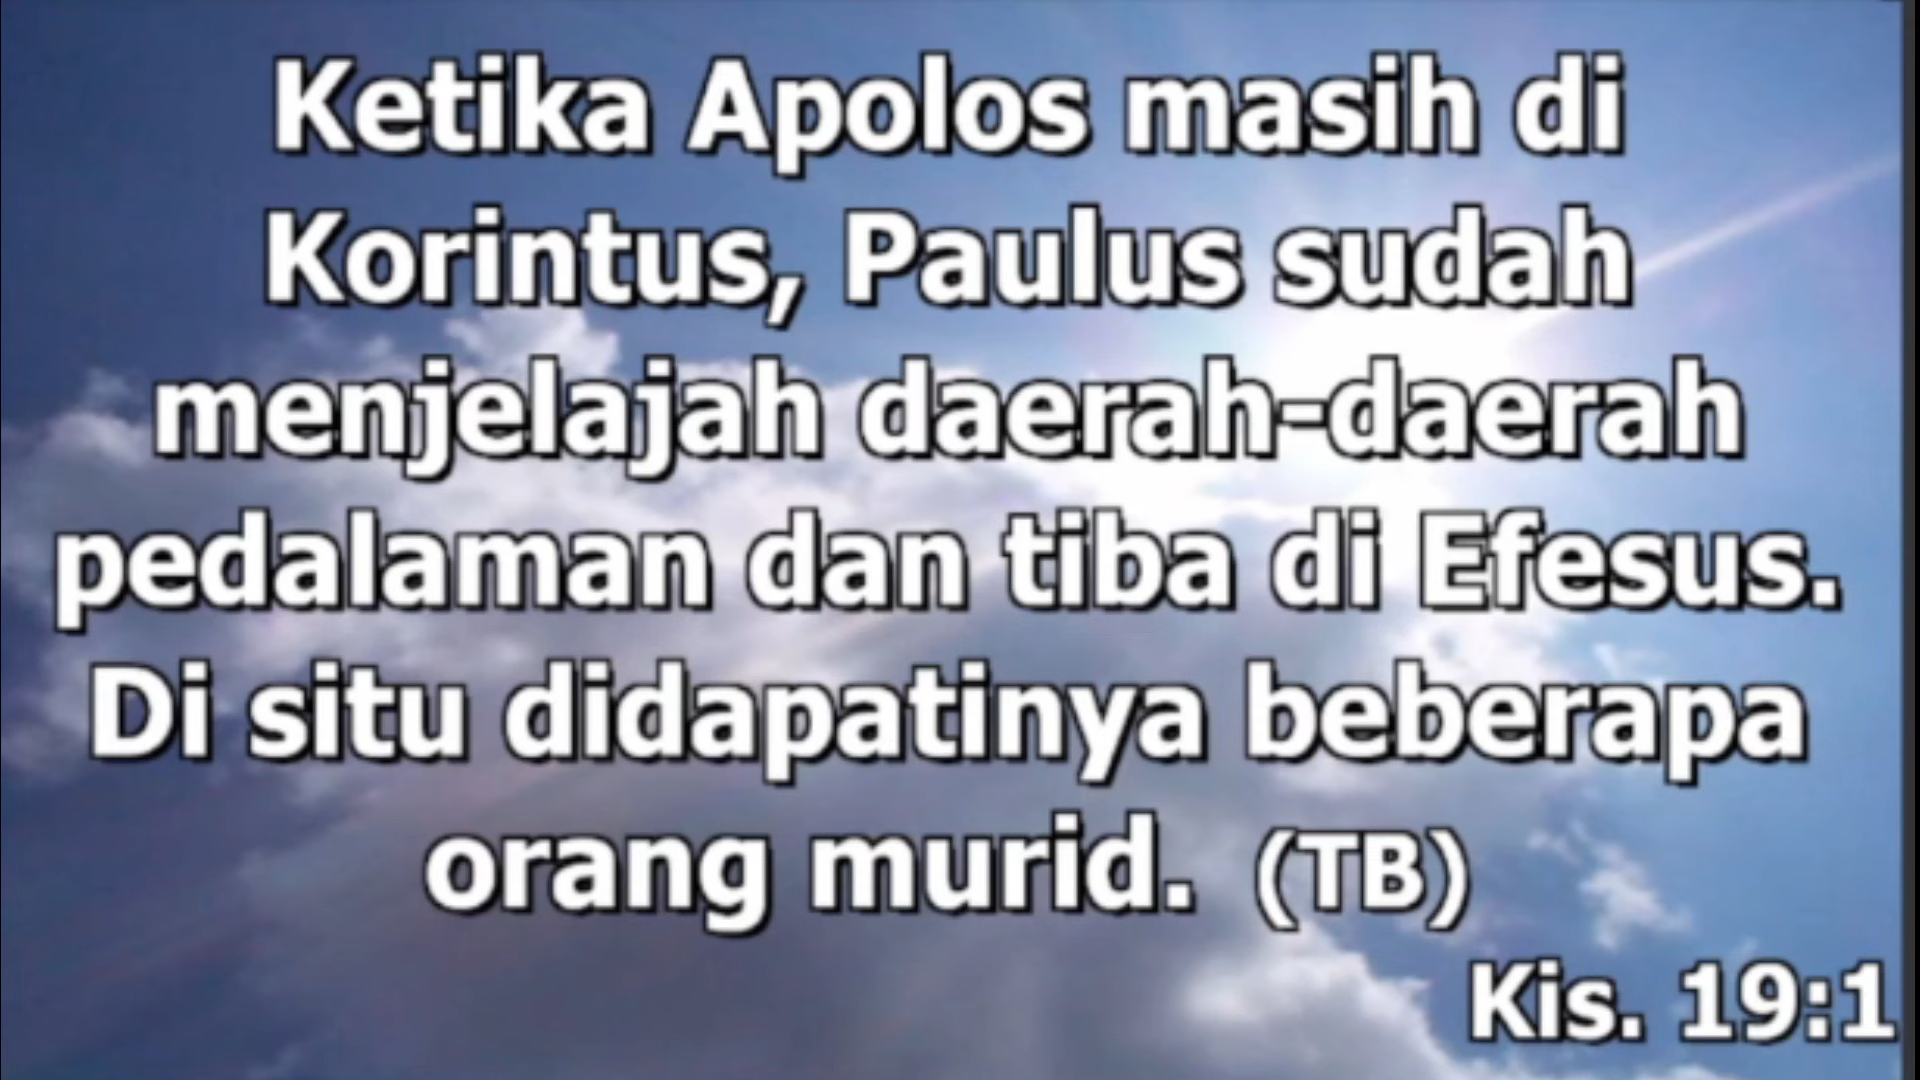 Ketika Apolos masih di
Korintus, Paulus sudah
menjelajah daerah-daerah
pedalaman dan tiba di Efesus.
Di situ didapatinya beberapa
orang murid. (TB)
Kis. 19:1